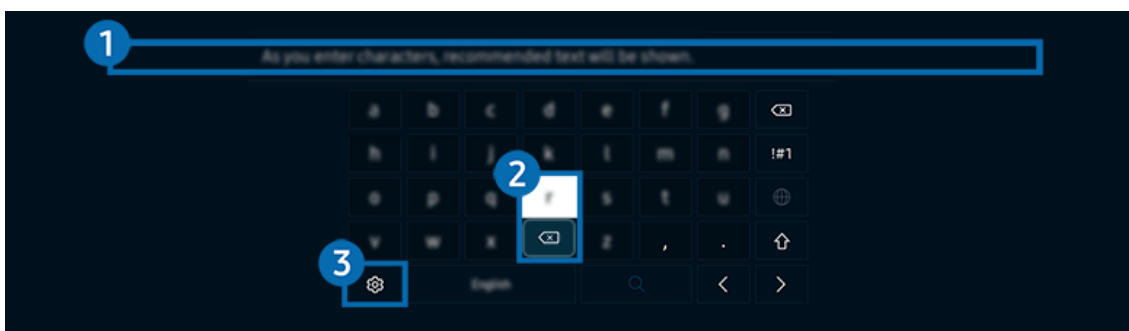 1
As you enter characters, recommended text will be shown.
a b c d e f g
h i j k l m n !#1
2
o p q r s t u
v w x z , .
3
English < >